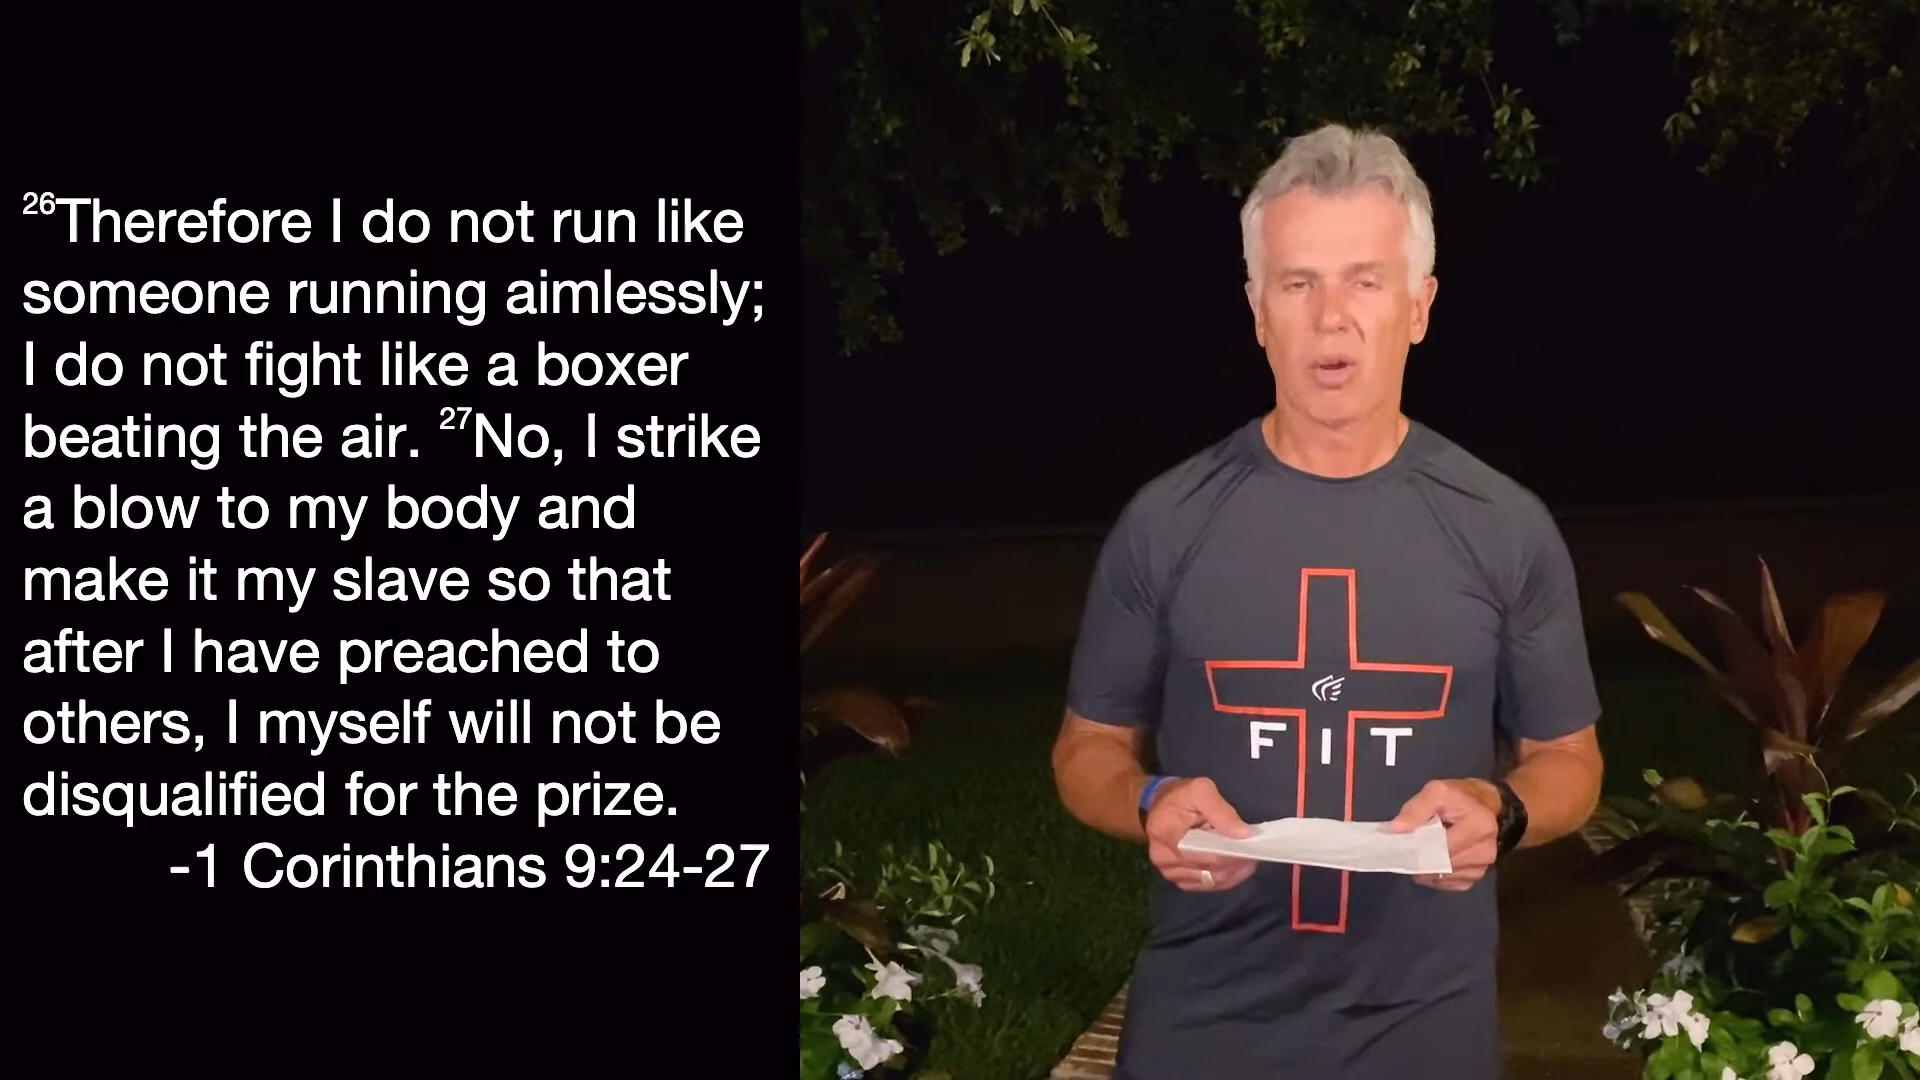 26Therefore I do not run like
someone running aimlessly;
I do not fight like a boxer
beating the air. 27No, I strike
a blow to my body and
make it my slave so that
after I have preached to
others, I myself will not be
disqualified for the prize.
-1 Corinthians 9:24-27
FIT